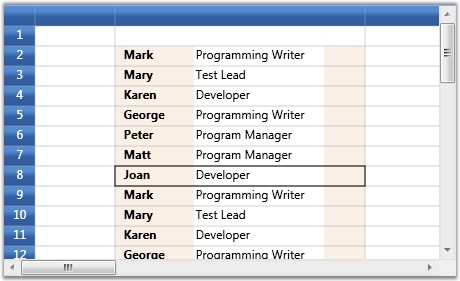 1
2 Mark Programming Writer
3 Mary Test Lead
4 Karen Developer
5 George Programming Writer
6 Peter Program Manager
7 Matt Program Manager
8 Joan Developer
9 Mark Programming Writer
10 Mary Test Lead
11 Karen Developer
12 George Programming Writer